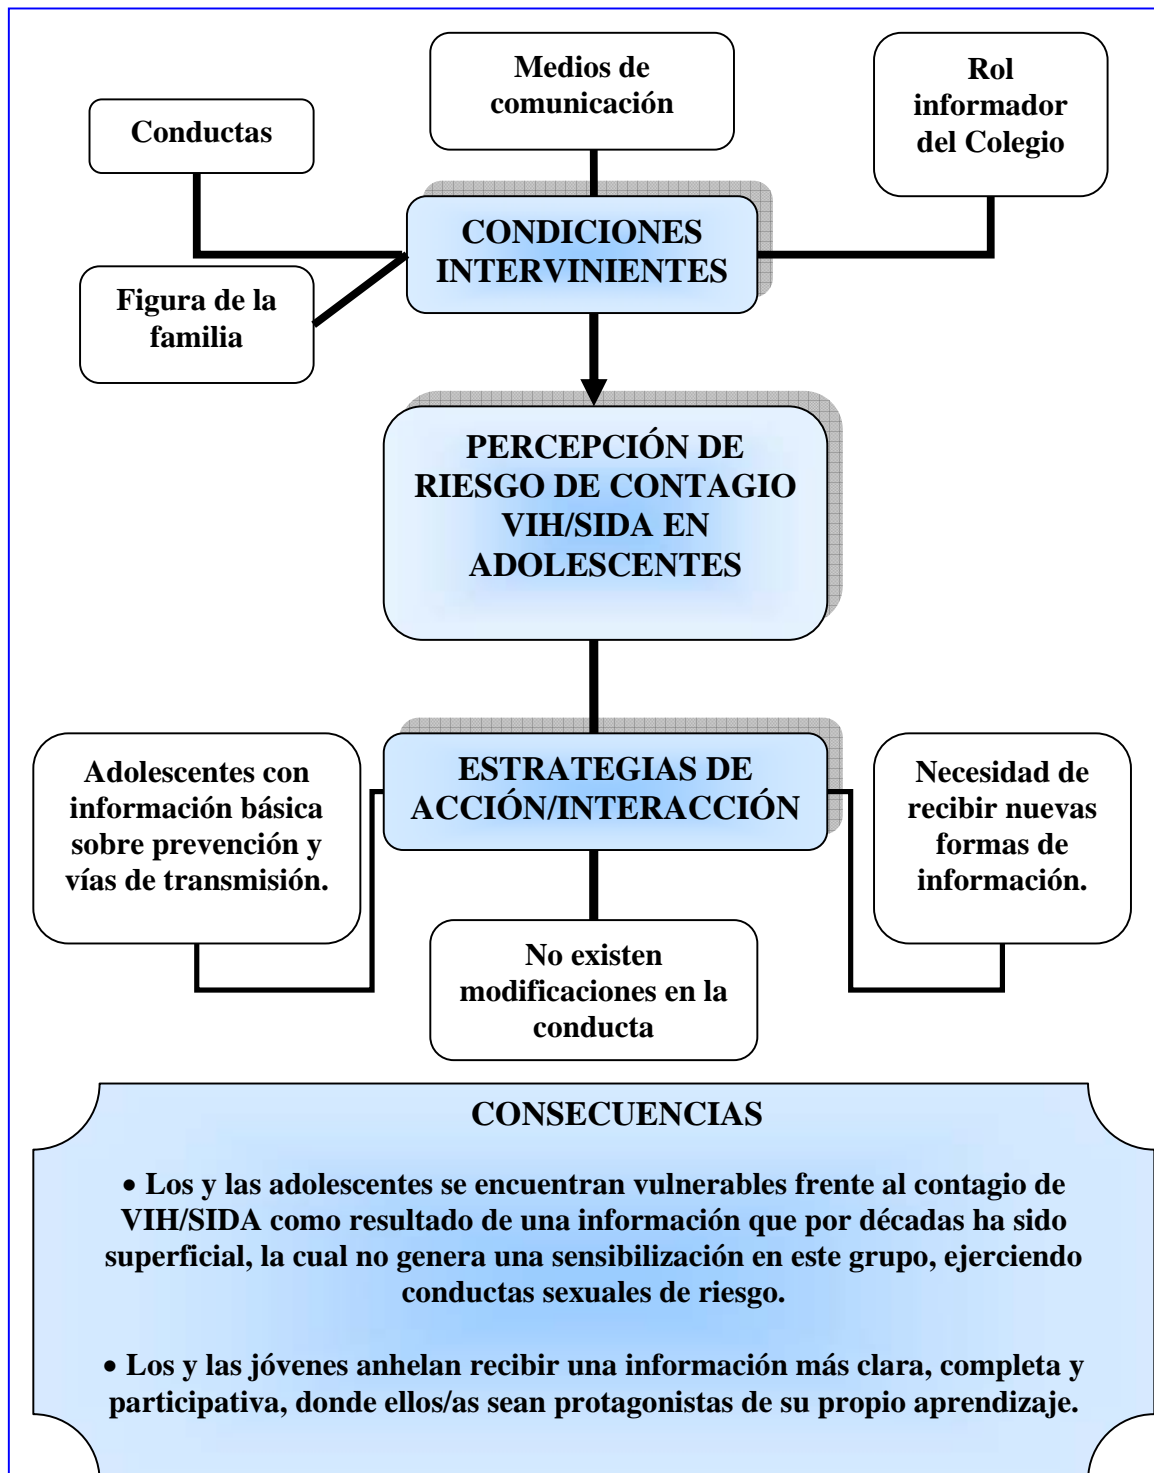 Medios de
comunicación
Rol
informador
del Colegio
Conductas
CONDICIONES
INTERVINIENTES
Figura de la
familia
PERCEPCIÓN DE
RIESGO DE CONTAGIO
VIH/SIDA EN
ADOLESCENTES
ESTRATEGIAS DE
ACCIÓN/INTERACCIÓN
Adolescentes con
información básica
sobre prevención y
vías de transmisión.
Necesidad de
recibir nuevas
formas de
información.
No existen
modificaciones en la
conducta
CONSECUENCIAS
• Los y las adolescentes se encuentran vulnerables frente al contagio de
VIH/SIDA como resultado de una información que por décadas ha sido
superficial, la cual no genera una sensibilización en este grupo, ejerciendo
conductas sexuales de riesgo.
• Los y las jóvenes anhelan recibir una información más clara, completa y
participativa, donde ellos/as sean protagonistas de su propio aprendizaje.